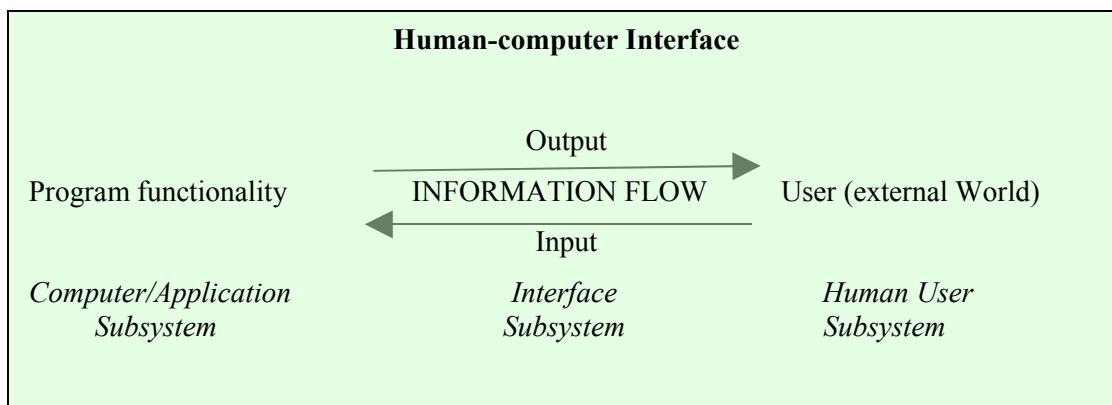 Human-computer Interface
Output
Program functionality INFORMATION FLOW User (external World)
Input
Computer/Application Interface Human User
Subsystem Subsystem Subsystem